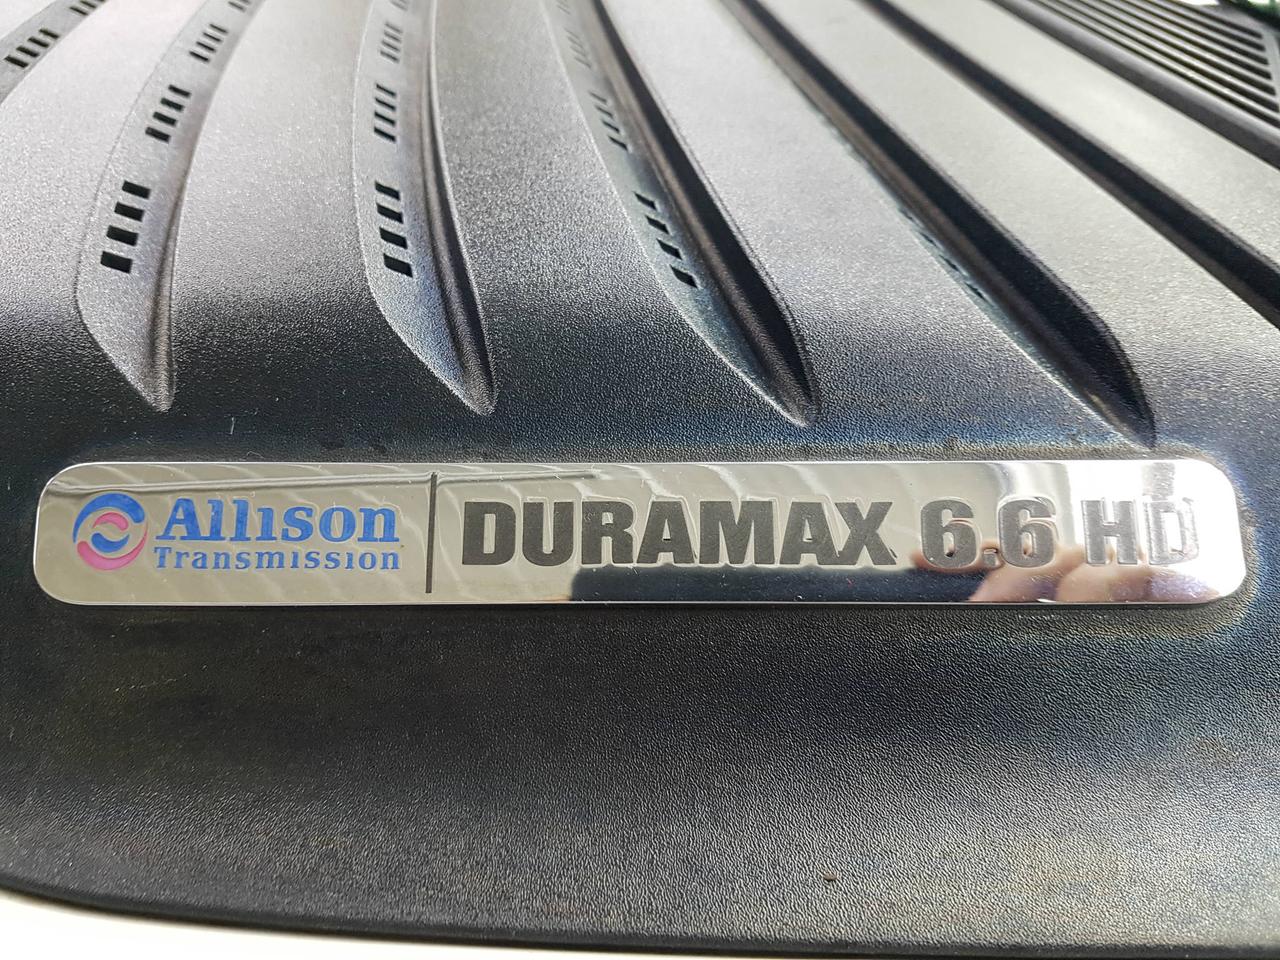 Allison
Transmission
DURAMAX 6.6 HD